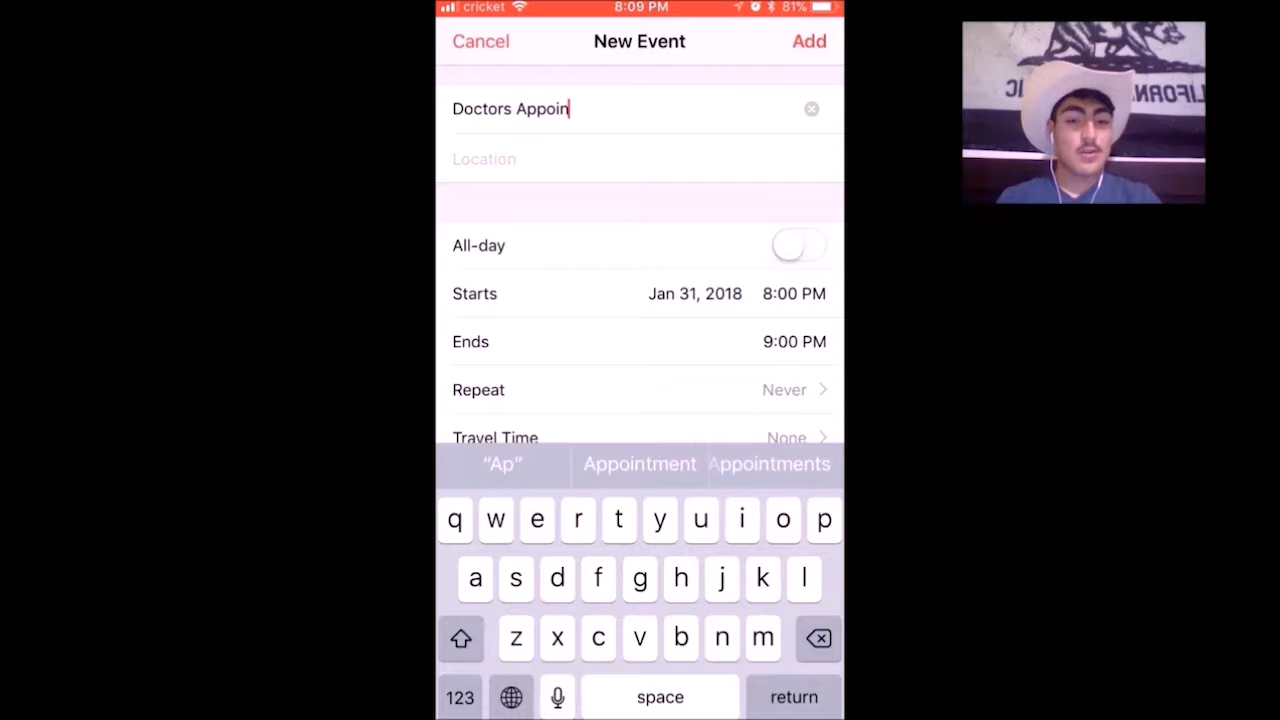 cricket 8:09 PM 81%
Cancel New Event Add
Doctors Appoin
Location
All-day
Starts Jan 31, 2018 8:00 PM
Ends 9:00 PM
Repeat Never
Travel Time None
“Ap” Appointment Appointments
q w e r t y u i o p
a s d f g h j k l
z x c v b n m
123 space return